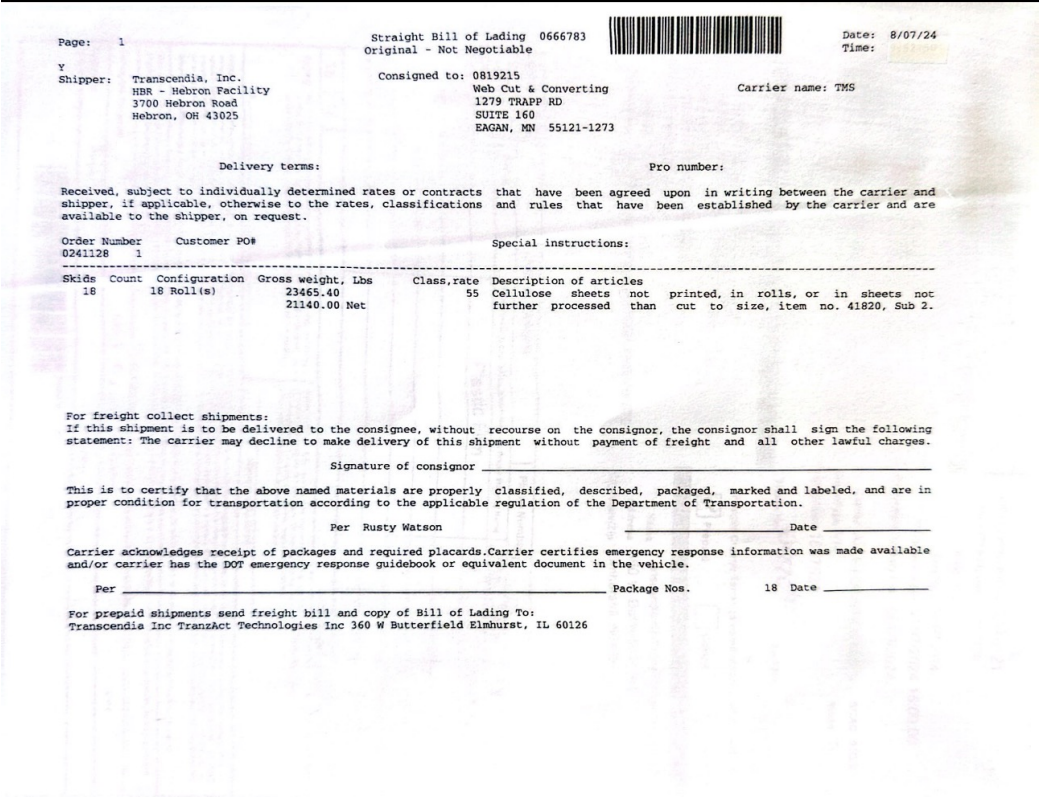 Page: 1
Straight Bill of Lading 0666783
Original - Not Negotiable
Date: 8/07/24
Time:
Y
Shipper: Transcendia, Inc.
HBR - Hebron Facility
3700 Hebron Road
Hebron, OH 43025
Consigned to: 0819215
Web Cut & Converting
1279 TRAPP RD
SUITE 160
EAGAN, MN 55121-1273
Carrier name: TMS
Delivery terms: Pro number:
Received, subject to individually determined rates or contracts that have been agreed upon in writing between the carrier and
shipper, if applicable, otherwise to the rates, classifications and rules that have been established by the carrier and are
available to the shipper, on request.
Order Number Customer PO# Special instructions:
0241128 1
Skids Count Configuration Gross weight, Lbs Class,rate Description of articles
18 18 Roll(s) 23465.40 55 Cellulose sheets not printed, in rolls, or in sheets not
21140.00 Net further processed than cut to size, item no. 41820, Sub 2.
For freight collect shipments:
If this shipment is to be delivered to the consignee, without recourse on the consignor, the consignor shall sign the following
statement: The carrier may decline to make delivery of this shipment without payment of freight and all other lawful charges.
Signature of consignor
This is to certify that the above named materials are properly classified, described, packaged, marked and labeled, and are in
proper condition for transportation according to the applicable regulation of the Department of Transportation.
Per Rusty Watson Date
Carrier acknowledges receipt of packages and required placards.Carrier certifies emergency response information was made available
and/or carrier has the DOT emergency response guidebook or equivalent document in the vehicle.
Per Package Nos. 18 Date
For prepaid shipments send freight bill and copy of Bill of Lading To:
Transcendia Inc TranzAct Technologies Inc 360 W Butterfield Elmhurst, IL 60126